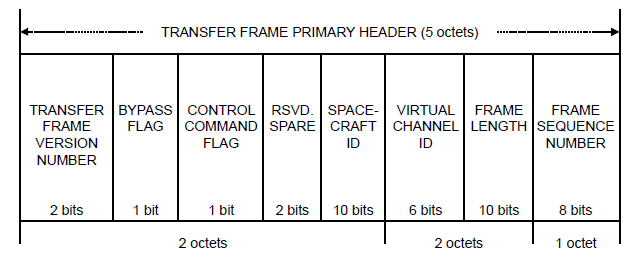 TRANSFER FRAME PRIMARY HEADER (5 octets)
TRANSFER
FRAME
VERSION
NUMBER
BYPASS
FLAG
CONTROL
COMMAND
FLAG
RSVD.
SPARE
SPACE-
CRAFT
ID
VIRTUAL
CHANNEL
ID
FRAME
LENGTH
FRAME
SEQUENCE
NUMBER
2 bits
1 bit
1 bit
2 bits
10 bits
6 bits
10 bits
8 bits
2 octets
2 octets
1 octet